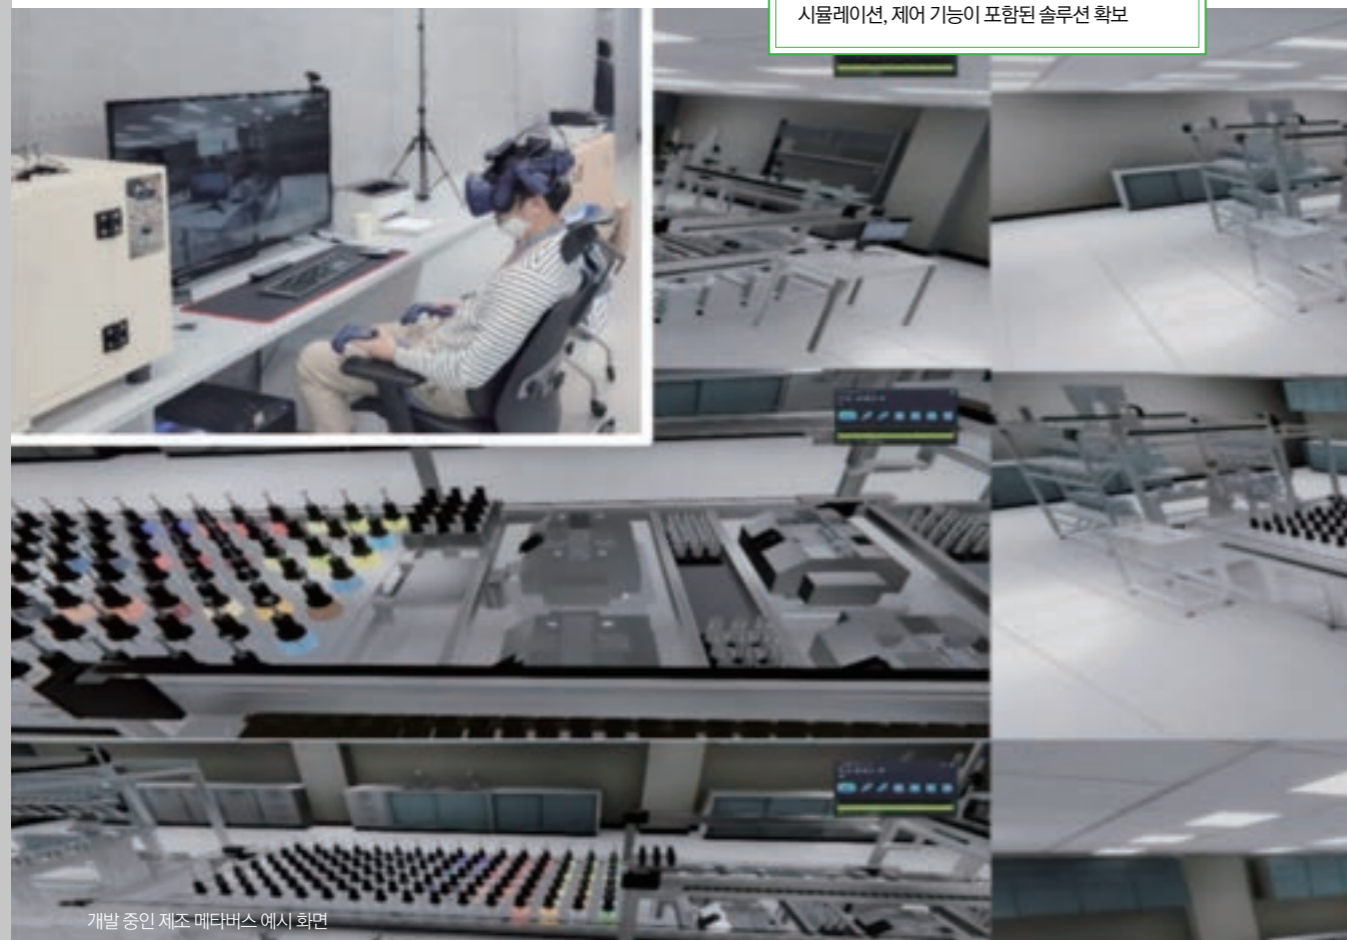 시뮬레이션, 제어 기능이 포함된 솔루션 확보
개발 중인 제조 메타버스 예시 화면